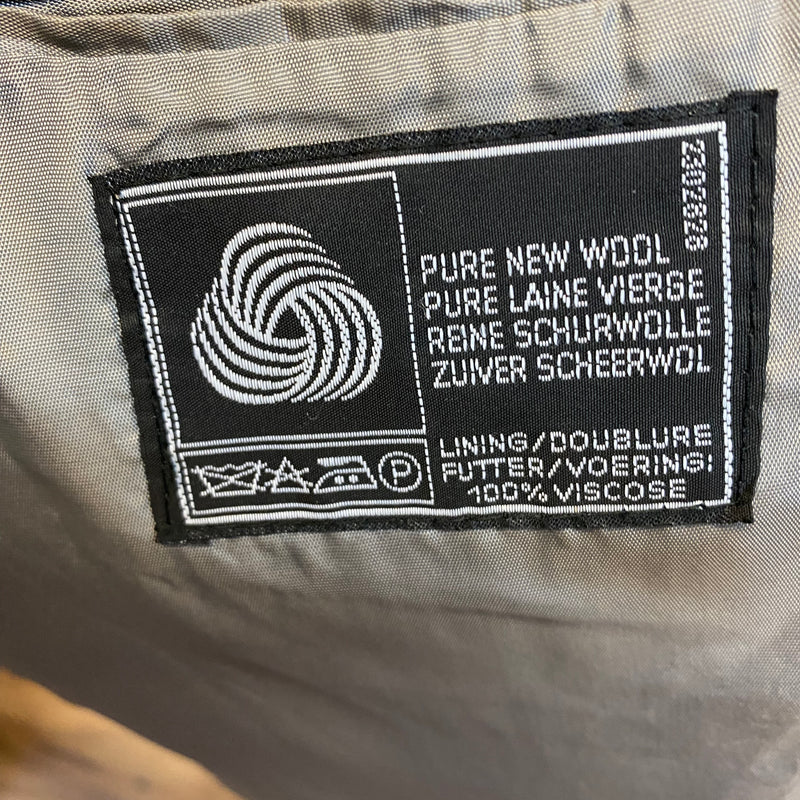 PURE NEW WOOL
PURE LAINE VIERGE
REINE SCHURWOLLE
ZUIVER SCHEERWOL
LINING/DOUBLURE
FUTTER/VOERING:
100% VISCOSE
P